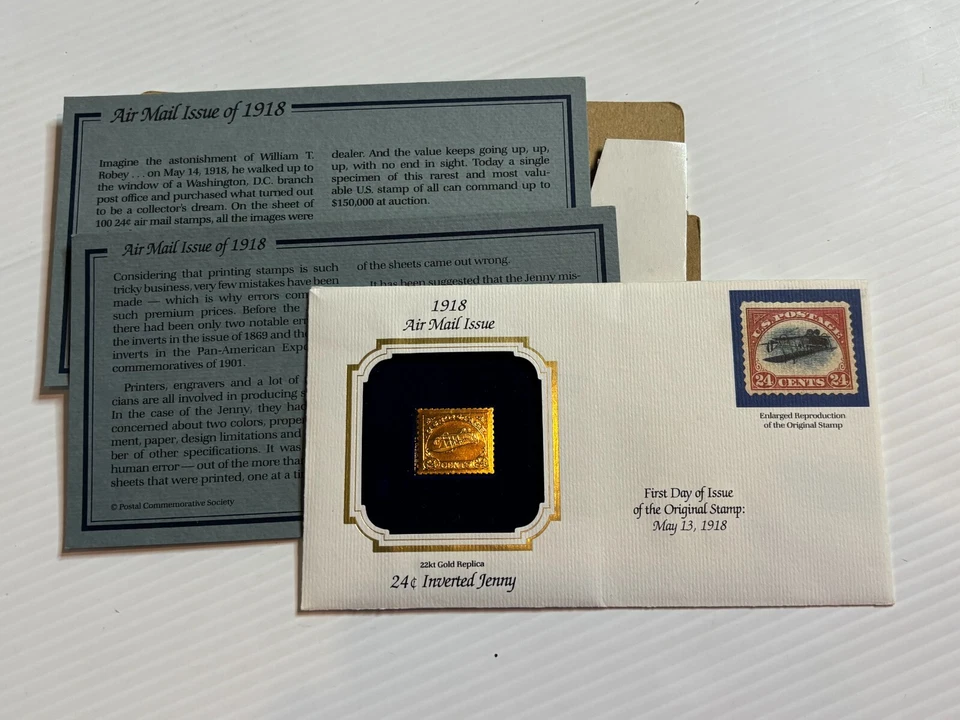 Air Mail Issue of 1918
Imagine the astonishment of William T.
Robey . . . on May 14, 1918, he walked up to
the window of a Washington, D.C. branch
post office and purchased what turned out
to be a collector's dream. On the sheet of
100 24¢ air mail stamps, all the images were
dealer. And the value keeps going up, up,
up, with no end in sight. Today a single
specimen of this rarest and most valu-
able U.S. stamp of all can command up to
$150,000 at auction.
Air Mail Issue of 1918
Considering that printing stamps is such
tricky business, very few mistakes have been
made — which is why errors com
such premium prices. Before the
there had been only two notable er
the inverts in the issue of 1869 and the
inverts in the Pan-American Expo
commemoratives of 1901.
Printers, engravers and a lot of
cians are all involved in producing s
In the case of the Jenny, they had
concerned about two colors, proper
ment, paper, design limitations and
ber of other specifications. It was
human error — out of the more tha
sheets that were printed, one at a ti
© Postal Commemorative Society
of the sheets came out wrong.
It has been suggested that the Jenny mis-
1918
Air Mail Issue
22kt Gold Replica
24¢ Inverted Jenny
U.S. POSTAGE
24 CENTS 24
Enlarged Reproduction
of the Original Stamp
First Day of Issue
of the Original Stamp:
May 13, 1918